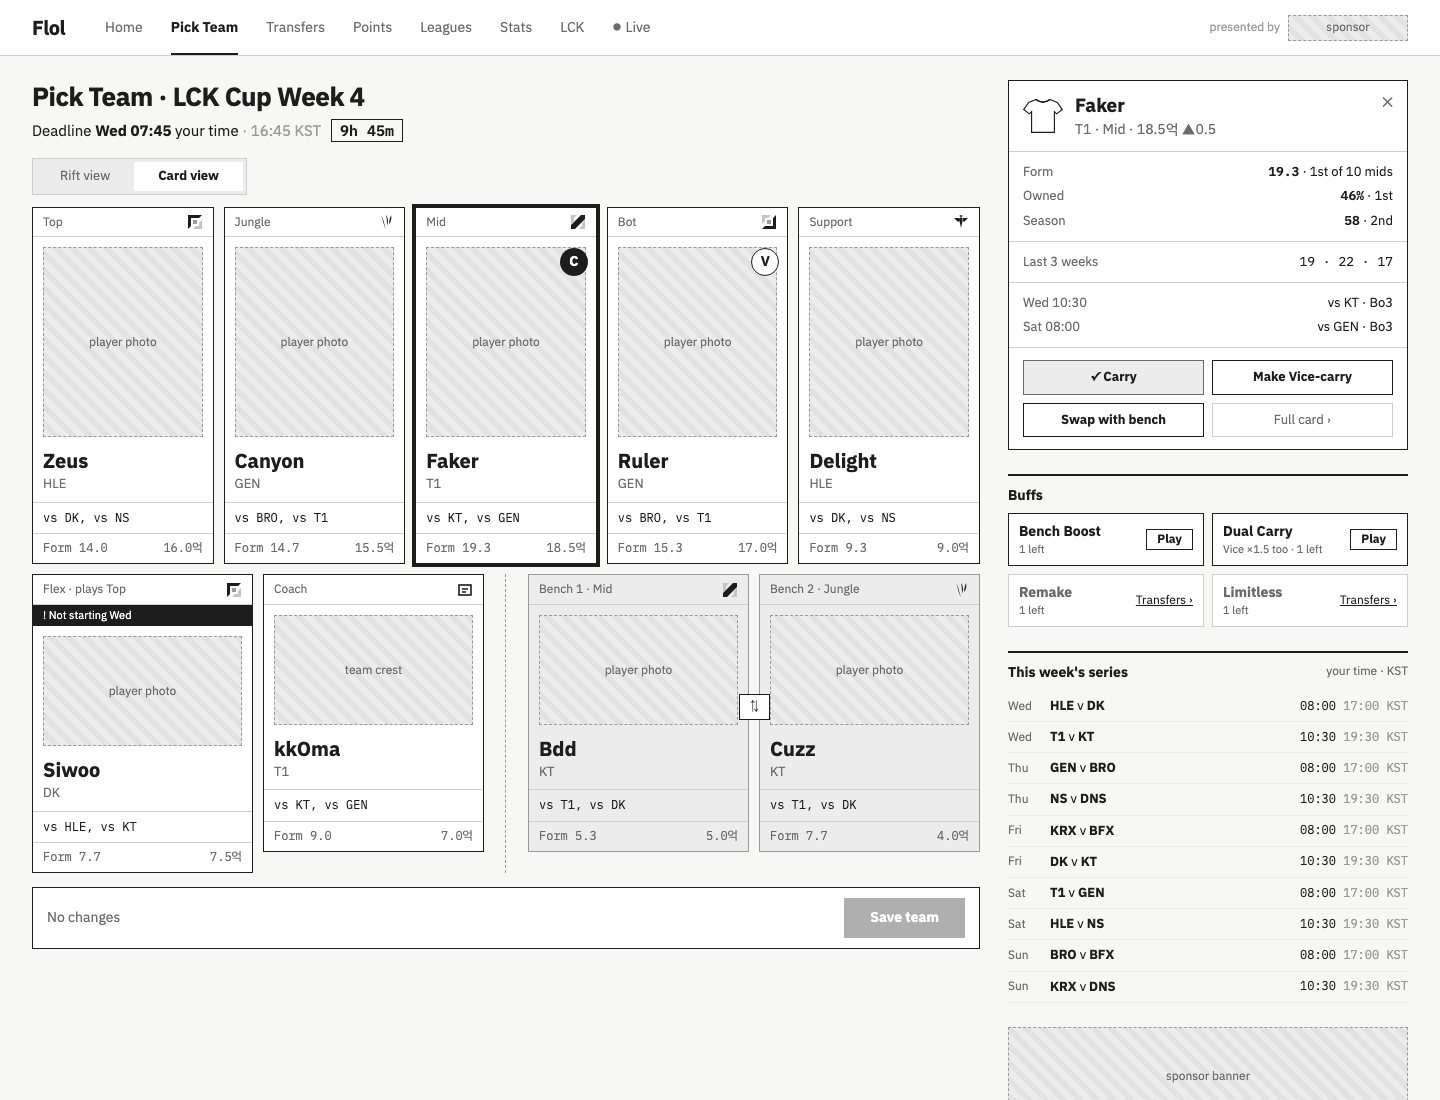 Flol
Home
Pick Team
Transfers
Points
Leagues
Stats
LCK
Live
presented by
sponsor
Pick Team · LCK Cup Week 4
Deadline Wed 07:45 your time · 16:45 KST 9h 45m
Rift view
Card view
Top
player photo
Zeus
HLE
vs DK, vs NS
Form 14.0 16.0억
Jungle
player photo
Canyon
GEN
vs BRO, vs T1
Form 14.7 15.5억
Mid
C
player photo
Faker
T1
vs KT, vs GEN
Form 19.3 18.5억
Bot
V
player photo
Ruler
GEN
vs BRO, vs T1
Form 15.3 17.0억
Support
player photo
Delight
HLE
vs DK, vs NS
Form 9.3 9.0억
Flex · plays Top
! Not starting Wed
player photo
Siwoo
DK
vs HLE, vs KT
Form 7.7 7.5억
Coach
team crest
kkOma
T1
vs KT, vs GEN
Form 9.0 7.0억
Bench 1 · Mid
player photo
Bdd
KT
vs T1, vs DK
Form 5.3 5.0억
⇅
Bench 2 · Jungle
player photo
Cuzz
KT
vs T1, vs DK
Form 7.7 4.0억
No changes
Save team
Faker
×
T1 · Mid · 18.5억 ▲0.5
Form 19.3 · 1st of 10 mids
Owned 46% · 1st
Season 58 · 2nd
Last 3 weeks 19 · 22 · 17
Wed 10:30 vs KT · Bo3
Sat 08:00 vs GEN · Bo3
✓ Carry
Make Vice-carry
Swap with bench
Full card ›
Buffs
Bench Boost
1 left
Play
Dual Carry
Vice ×1.5 too · 1 left
Play
Remake
1 left
Transfers ›
Limitless
1 left
Transfers ›
This week's series your time · KST
Wed HLE v DK 08:00 17:00 KST
Wed T1 v KT 10:30 19:30 KST
Thu GEN v BRO 08:00 17:00 KST
Thu NS v DNS 10:30 19:30 KST
Fri KRX v BFX 08:00 17:00 KST
Fri DK v KT 10:30 19:30 KST
Sat T1 v GEN 08:00 17:00 KST
Sat HLE v NS 10:30 19:30 KST
Sun BRO v BFX 08:00 17:00 KST
Sun KRX v DNS 10:30 19:30 KST
sponsor banner